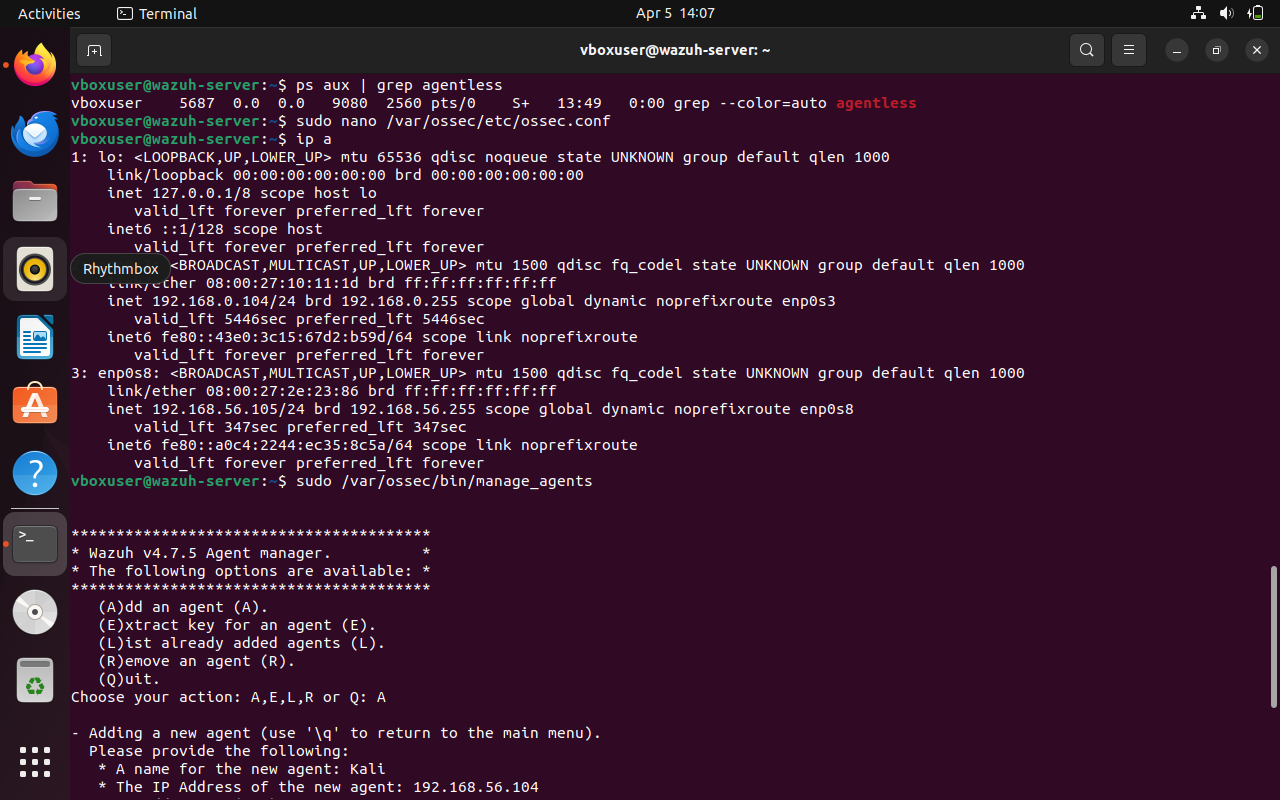 Activities
Terminal
Apr 5 14:07
vboxuser@wazuh-server: ~
vboxuser@wazuh-server:~$ ps aux | grep agentless
vboxuser    5687  0.0  0.0   9080  2560 pts/0    S+   13:49   0:00 grep --color=auto agentless
vboxuser@wazuh-server:~$ sudo nano /var/ossec/etc/ossec.conf
vboxuser@wazuh-server:~$ ip a
1: lo: <LOOPBACK,UP,LOWER_UP> mtu 65536 qdisc noqueue state UNKNOWN group default qlen 1000
    link/loopback 00:00:00:00:00:00 brd 00:00:00:00:00:00
    inet 127.0.0.1/8 scope host lo
       valid_lft forever preferred_lft forever
    inet6 ::1/128 scope host
       valid_lft forever preferred_lft forever
Rhythmbox
<BROADCAST,MULTICAST,UP,LOWER_UP> mtu 1500 qdisc fq_codel state UNKNOWN group default qlen 1000
    link/ether 08:00:27:10:11:1d brd ff:ff:ff:ff:ff:ff
    inet 192.168.0.104/24 brd 192.168.0.255 scope global dynamic noprefixroute enp0s3
       valid_lft 5446sec preferred_lft 5446sec
    inet6 fe80::43e0:3c15:67d2:b59d/64 scope link noprefixroute
       valid_lft forever preferred_lft forever
3: enp0s8: <BROADCAST,MULTICAST,UP,LOWER_UP> mtu 1500 qdisc fq_codel state UNKNOWN group default qlen 1000
    link/ether 08:00:27:2e:23:86 brd ff:ff:ff:ff:ff:ff
    inet 192.168.56.105/24 brd 192.168.56.255 scope global dynamic noprefixroute enp0s8
       valid_lft 347sec preferred_lft 347sec
    inet6 fe80::a0c4:2244:ec35:8c5a/64 scope link noprefixroute
       valid_lft forever preferred_lft forever
vboxuser@wazuh-server:~$ sudo /var/ossec/bin/manage_agents
****************************************
* Wazuh v4.7.5 Agent manager.          *
* The following options are available: *
****************************************
   (A)dd an agent (A).
   (E)xtract key for an agent (E).
   (L)ist already added agents (L).
   (R)emove an agent (R).
   (Q)uit.
Choose your action: A,E,L,R or Q: A
- Adding a new agent (use '\q' to return to the main menu).
  Please provide the following:
   * A name for the new agent: Kali
   * The IP Address of the new agent: 192.168.56.104